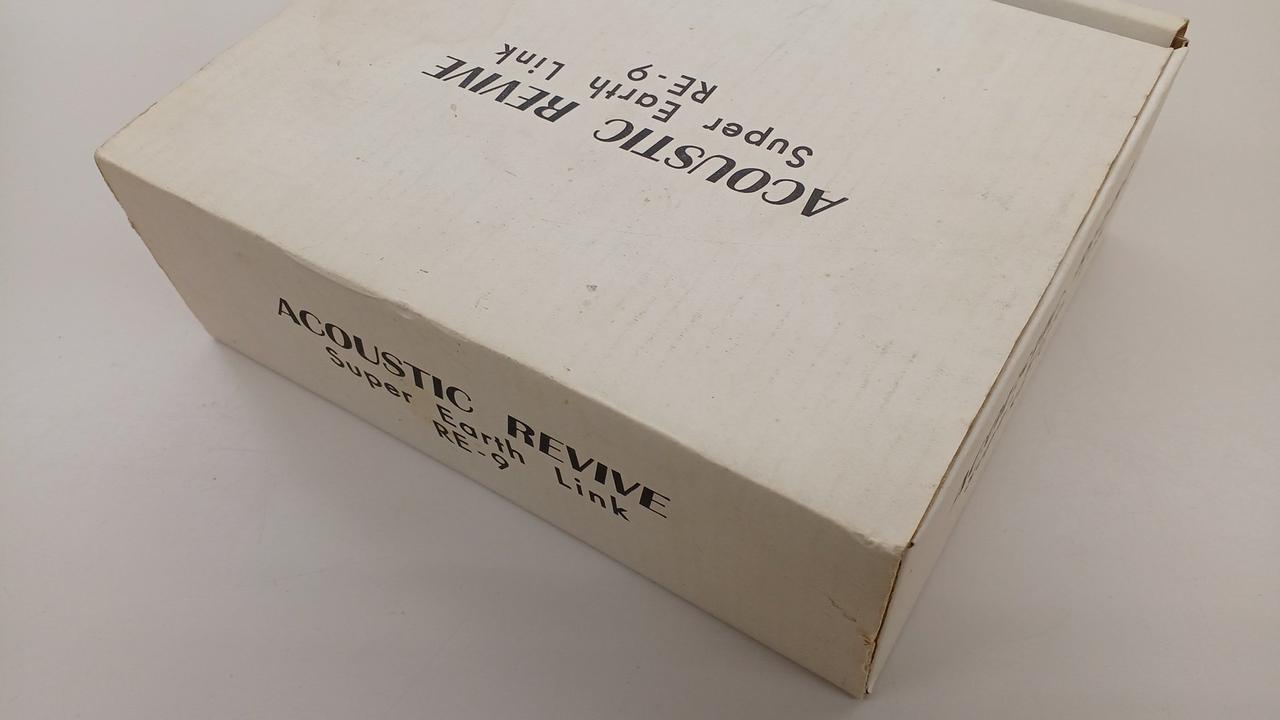 ACOUSTIC REVIVE
Super Earth Link
RE-9
ACOUSTIC REVIVE
Super Earth Link
RE-9